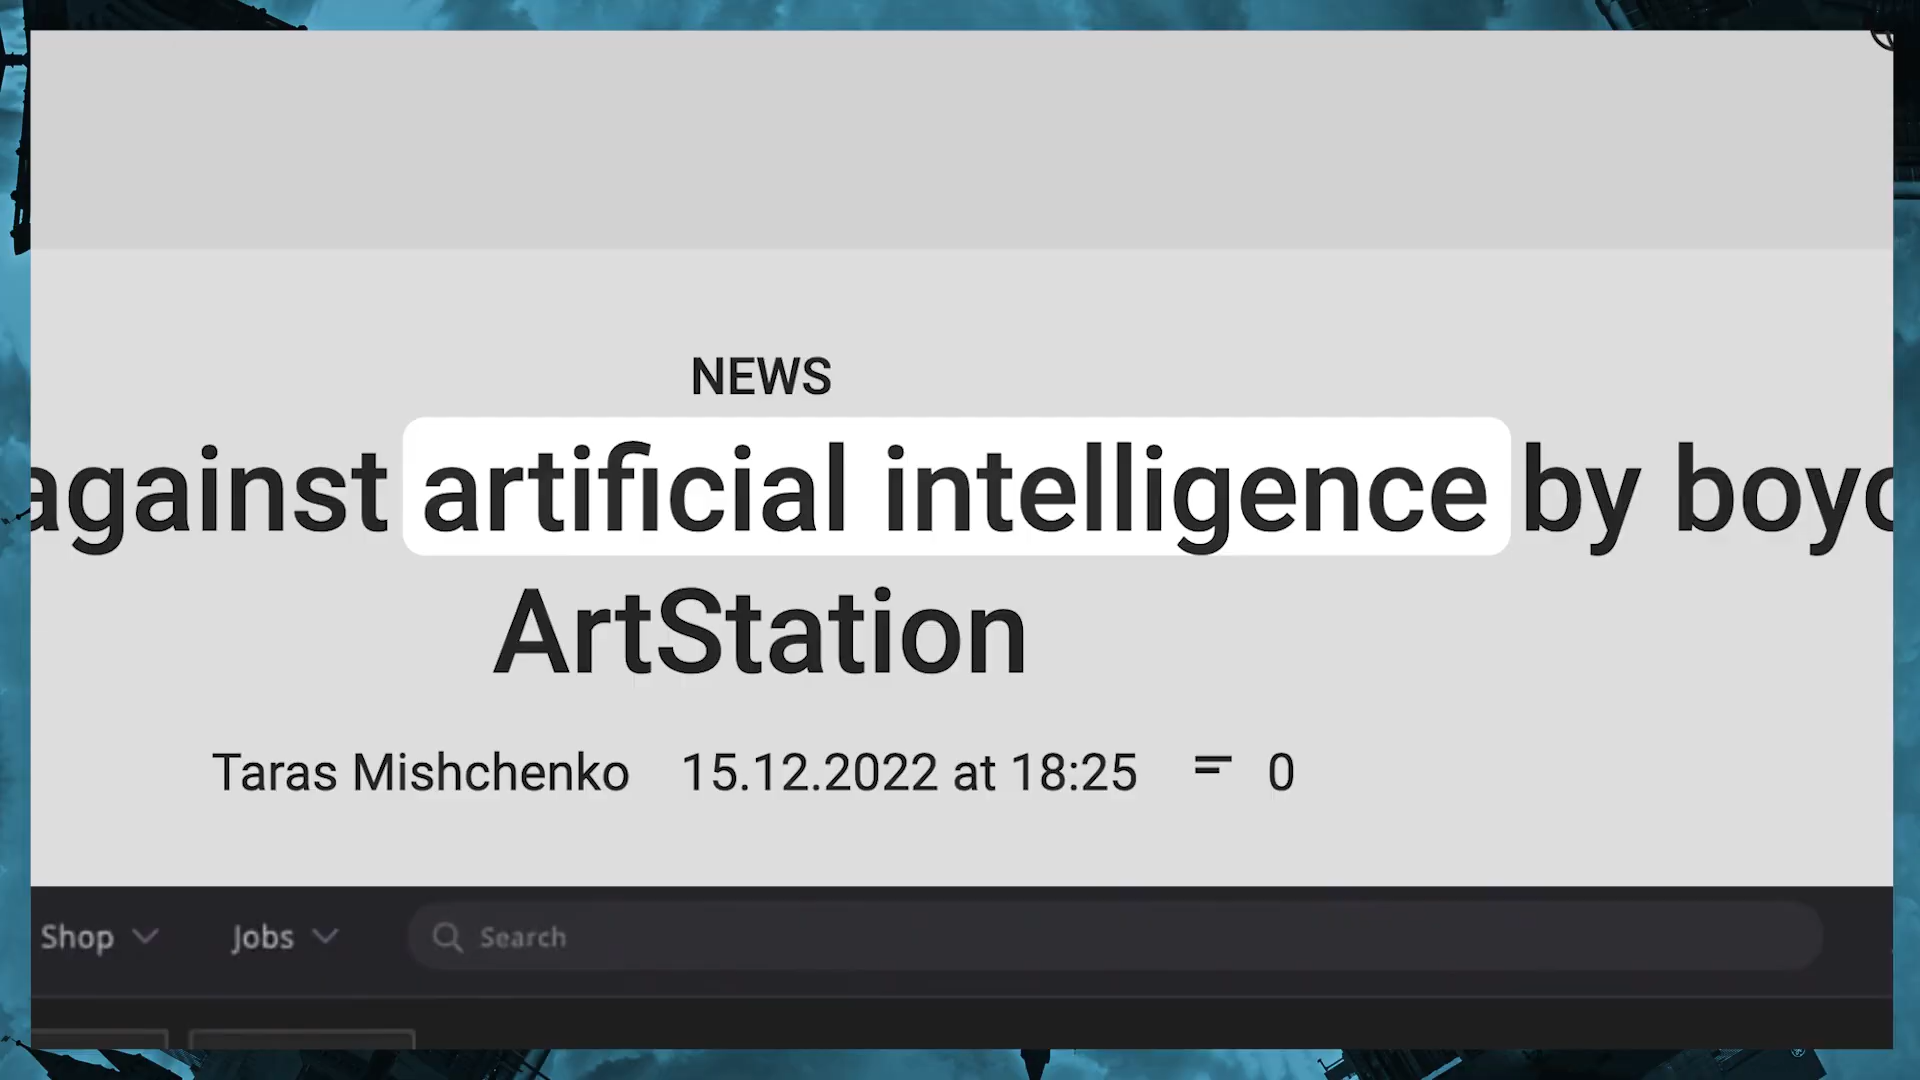 NEWS
against artificial intelligence by boyc
ArtStation
Taras Mishchenko 15.12.2022 at 18:25 0
Shop Jobs Search